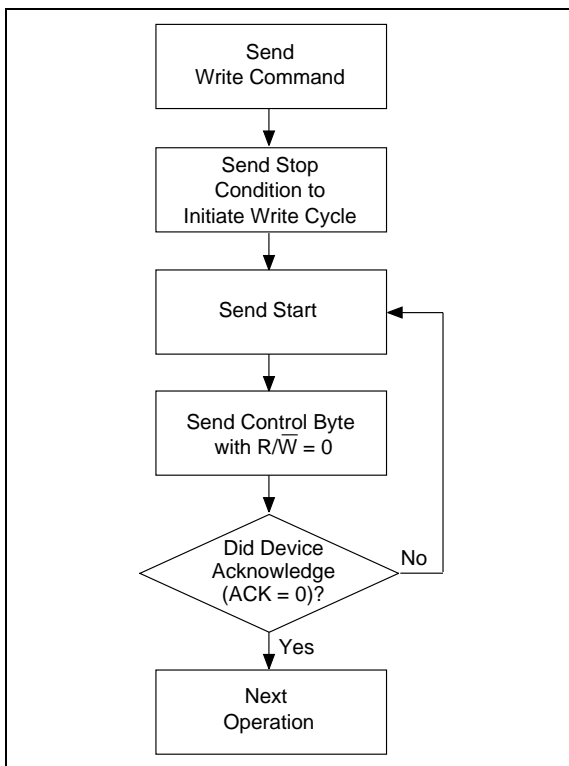 Send
Write Command
Send Stop
Condition to
Initiate Write Cycle
Send Start
Send Control Byte
with R/W̅ = 0
Did Device
Acknowledge
(ACK = 0)?
No
Yes
Next
Operation